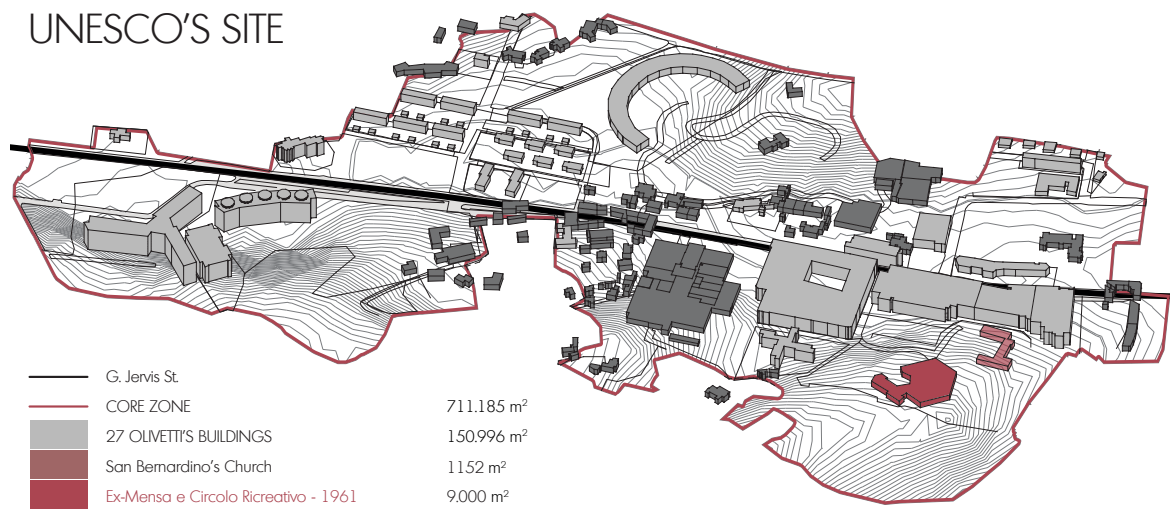 UNESCO'S SITE
G. Jervis St.
CORE ZONE 711.185 m²
27 OLIVETTI'S BUILDINGS 150.996 m²
San Bernardino's Church 1152 m²
Ex-Mensa e Circolo Ricreativo - 1961 9.000 m²